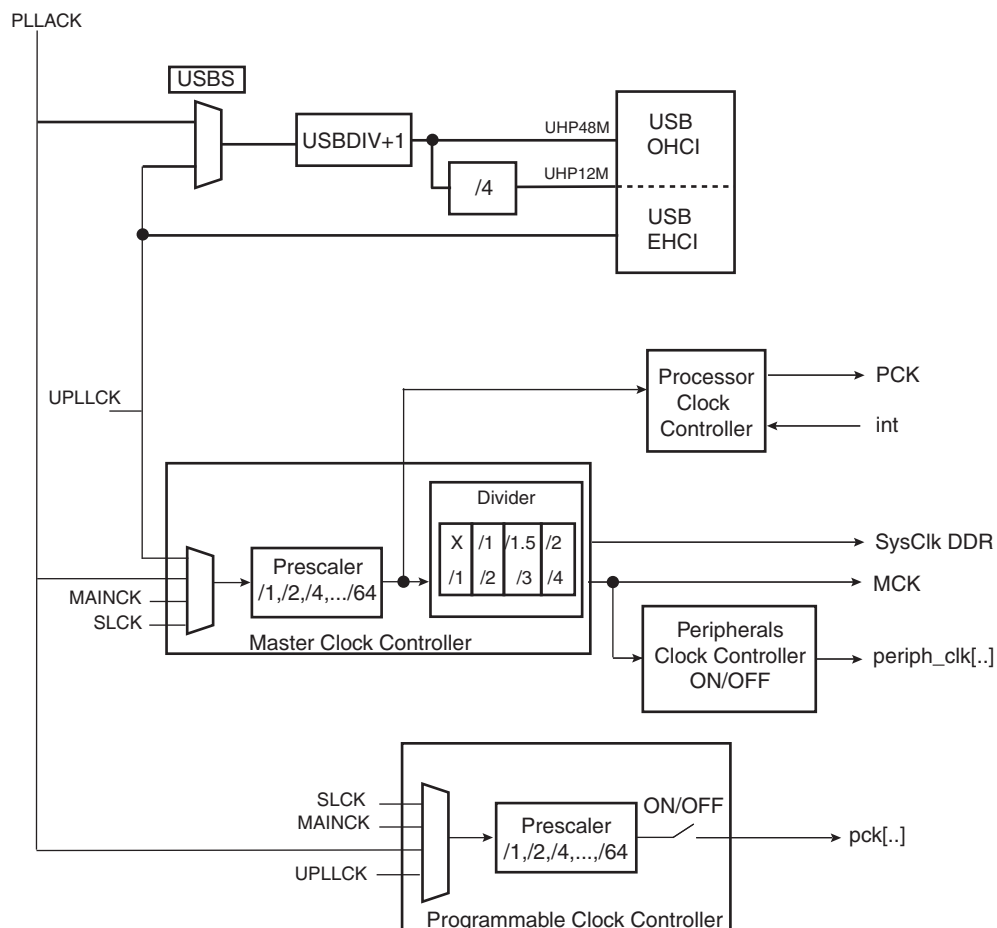 PLLACK
USBS
USBDIV+1
/4
UHP48M
UHP12M
USB
OHCI
USB
EHCI
UPLLCK
Processor
Clock
Controller
PCK
int
Divider
X /1 /1.5 /2
/1 /2 /3 /4
Prescaler
/1,/2,/4,.../64
MAINCK
SLCK
Master Clock Controller
SysClk DDR
MCK
Peripherals
Clock Controller
ON/OFF
periph_clk[..]
SLCK
MAINCK
UPLLCK
Prescaler
/1,/2,/4,...,/64
ON/OFF
pck[..]
Programmable Clock Controller